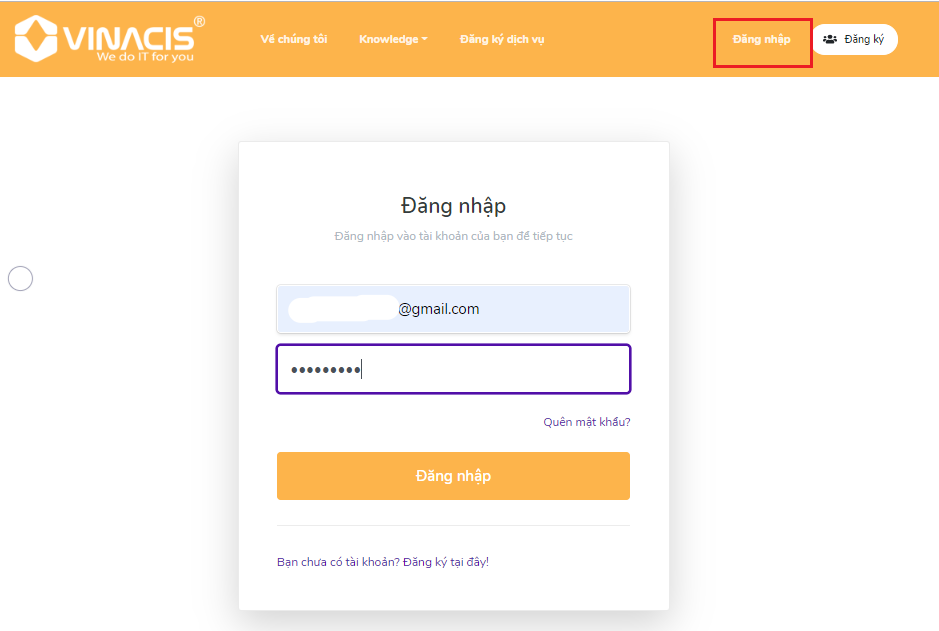 VINACIS®
We do IT for you
Về chúng tôi
Knowledge
Đăng ký dịch vụ
Đăng nhập
Đăng ký
Đăng nhập
Đăng nhập vào tài khoản của bạn để tiếp tục
@gmail.com
•••••••••
Quên mật khẩu?
Đăng nhập
Bạn chưa có tài khoản? Đăng ký tại đây!